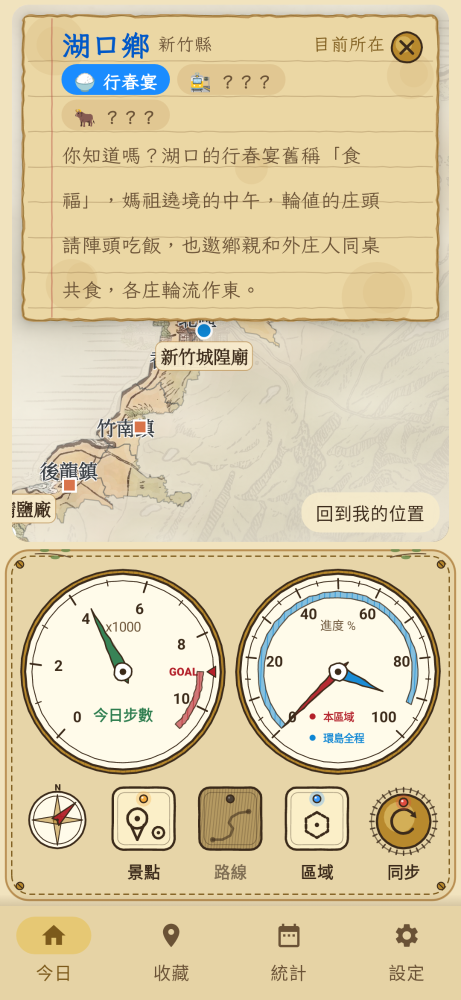 湖口鄉 新竹縣 目前所在
行春宴 ？？？
？？？
你知道嗎？湖口的行春宴舊稱「食
福」，媽祖遶境的中午，輪值的庄頭
請陣頭吃飯，也邀鄉親和外庄人同桌
共食，各庄輪流作東。
新竹城隍廟
竹南鎮
後龍鎮
鹽廠
回到我的位置
0 2 4 6 8 10
x1000
GOAL
今日步數
0 20 40 60 80 100
進度 %
本區域
環島全程
N
景點 路線 區域 同步
今日 收藏 統計 設定